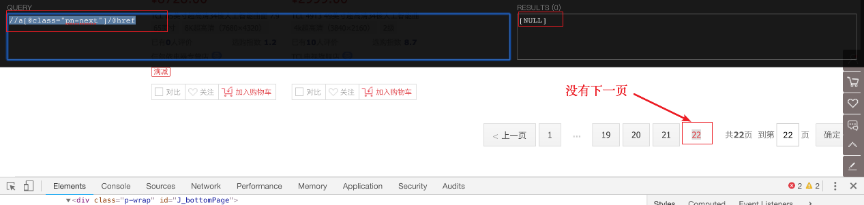 QUERY
RESULTS (0)
//a[@class="pn-next"]/@href
[NULL]
满减
对比 关注 加入购物车
对比 关注 加入购物车
没有下一页
< 上一页 1 ... 19 20 21 22 共22页 到第 22 页 确定
Elements Console Sources Network Performance Memory Application Security Audits 2 2
▼<div class="p-wrap" id="J_bottomPage">
Styles Computed Event Listeners